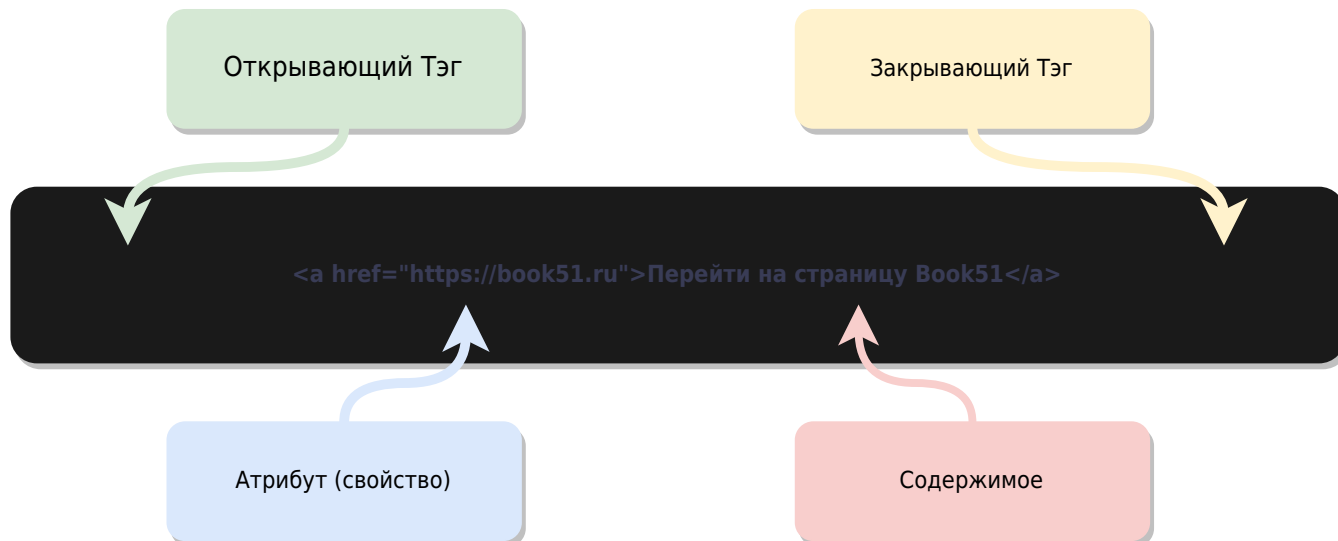 Открывающий Тэг
Закрывающий Тэг
<a href="https://book51.ru">Перейти на страницу Book51</a>
Атрибут (свойство)
Содержимое